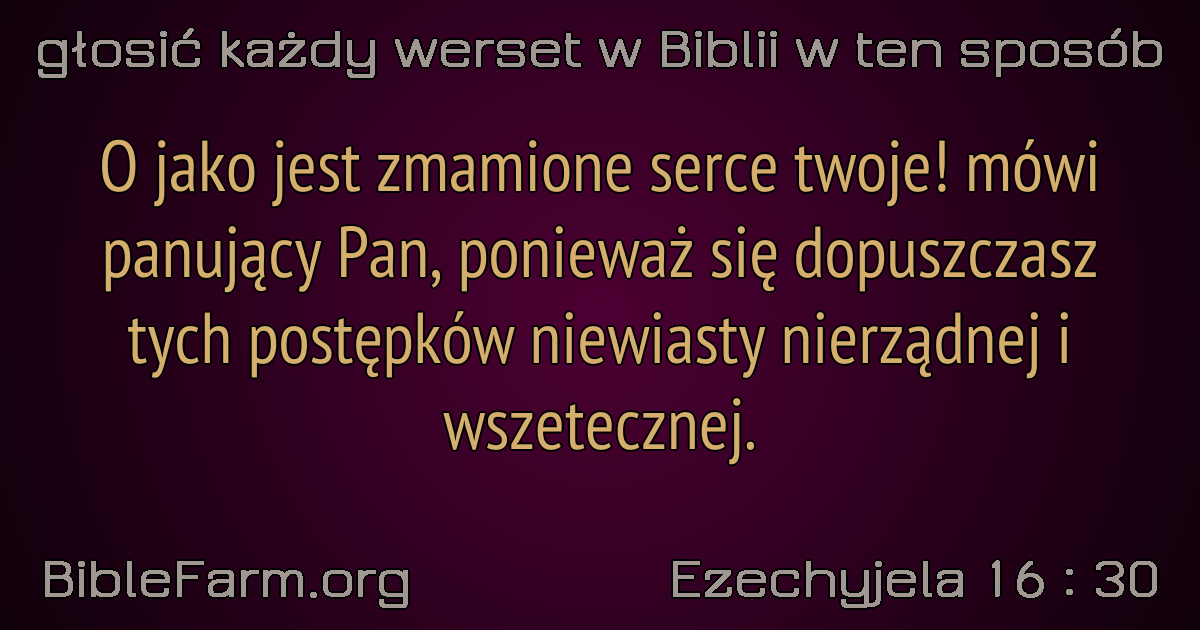 głosić każdy werset w Biblii w ten sposób
O jako jest zmamione serce twoje! mówi
panujący Pan, ponieważ się dopuszczasz
tych postępków niewiasty nierządnej i
wszetecznej.
BibleFarm.org
Ezechyjela 16 : 30